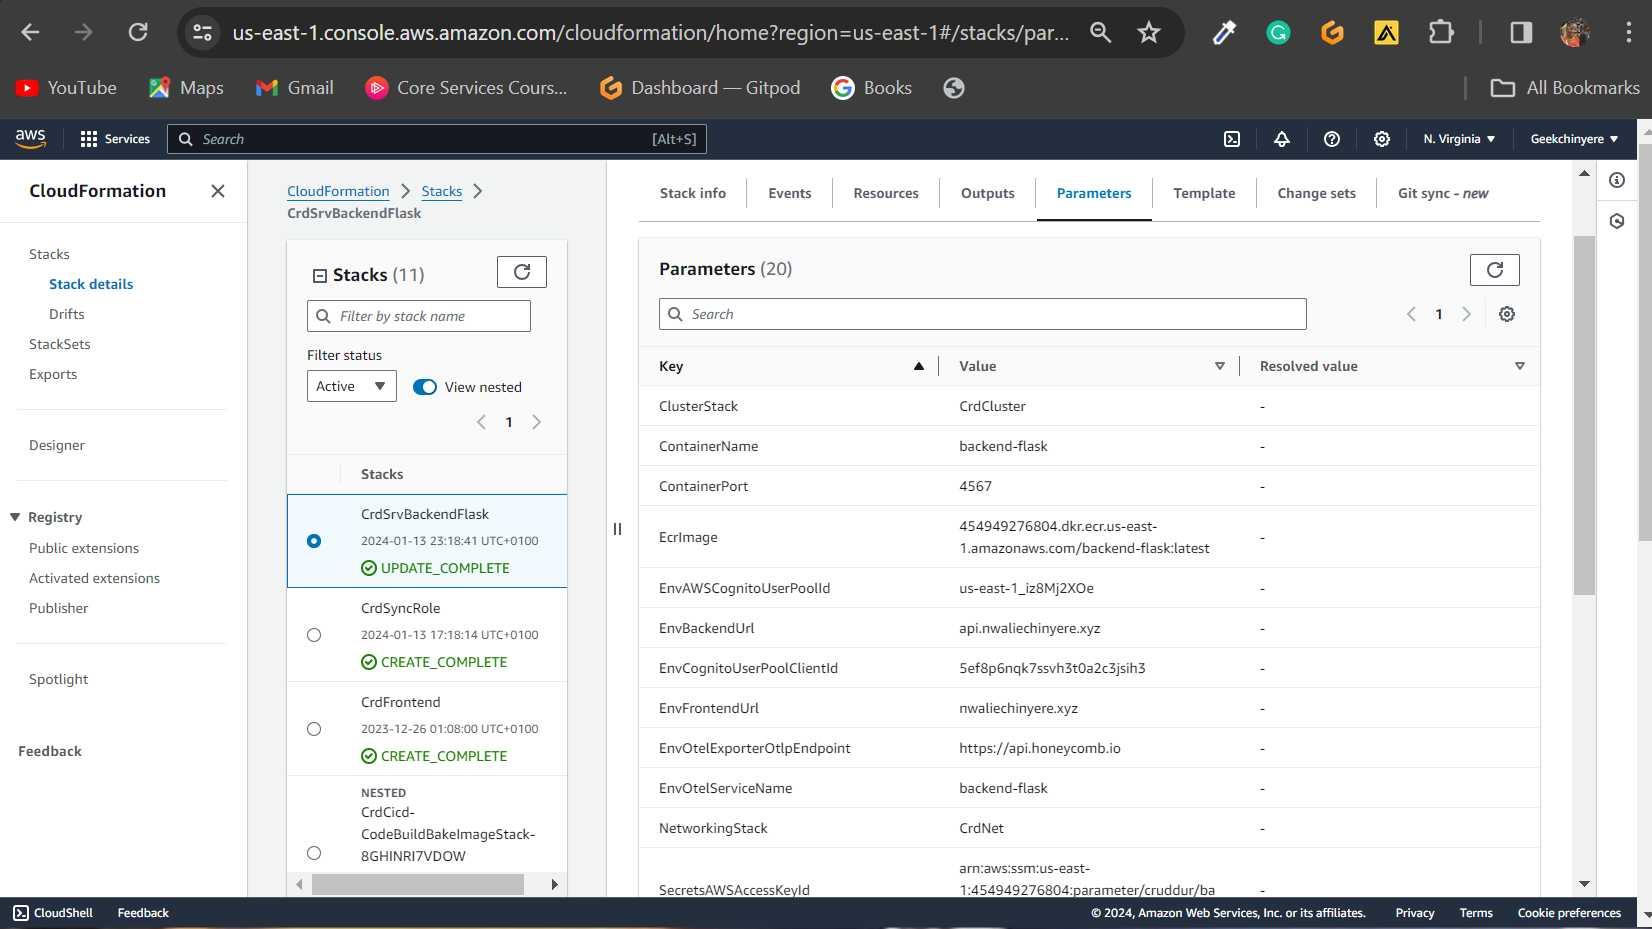 us-east-1.console.aws.amazon.com/cloudformation/home?region=us-east-1#/stacks/par...
YouTube
Maps
Gmail
Core Services Cours...
Dashboard — Gitpod
Books
All Bookmarks
aws
Services
Search
[Alt+S]
N. Virginia
Geekchinyere
CloudFormation
Stacks
Stack details
Drifts
StackSets
Exports
Designer
Registry
Public extensions
Activated extensions
Publisher
Spotlight
Feedback
CloudFormation
Stacks
CrdSrvBackendFlask
Stacks (11)
Filter by stack name
Filter status
Active
View nested
1
Stacks
CrdSrvBackendFlask
2024-01-13 23:18:41 UTC+0100
UPDATE_COMPLETE
CrdSyncRole
2024-01-13 17:18:14 UTC+0100
CREATE_COMPLETE
CrdFrontend
2023-12-26 01:08:00 UTC+0100
CREATE_COMPLETE
NESTED
CrdCicd-
CodeBuildBakeImageStack-
8GHINRI7VDOW
Stack info
Events
Resources
Outputs
Parameters
Template
Change sets
Git sync - new
Parameters (20)
Search
1
Key
Value
Resolved value
ClusterStack
CrdCluster
-
ContainerName
backend-flask
-
ContainerPort
4567
-
EcrImage
454949276804.dkr.ecr.us-east-
1.amazonaws.com/backend-flask:latest
-
EnvAWSCognitoUserPoolId
us-east-1_iz8Mj2XOe
-
EnvBackendUrl
api.nwaliechinyere.xyz
-
EnvCognitoUserPoolClientId
5ef8p6nqk7ssvh3t0a2c3jsih3
-
EnvFrontendUrl
nwaliechinyere.xyz
-
EnvOtelExporterOtlpEndpoint
https://api.honeycomb.io
-
EnvOtelServiceName
backend-flask
-
NetworkingStack
CrdNet
-
SecretsAWSAccessKeyId
arn:aws:ssm:us-east-
1:454949276804:parameter/cruddur/ba
-
CloudShell
Feedback
© 2024, Amazon Web Services, Inc. or its affiliates.
Privacy
Terms
Cookie preferences